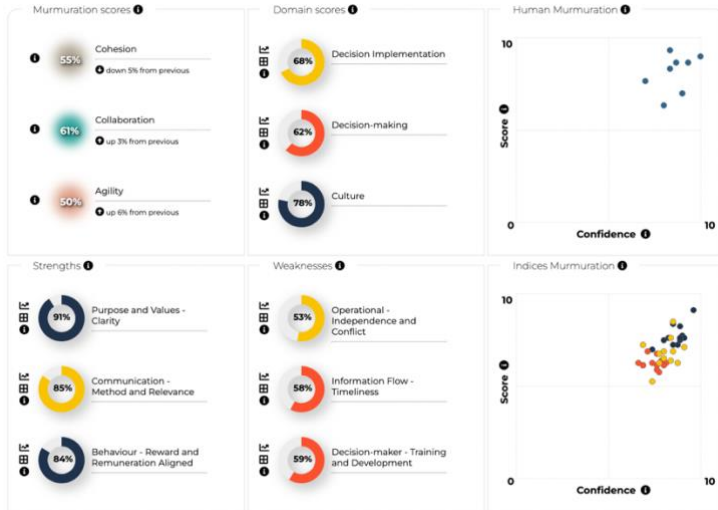 Murmuration scores
55%
Cohesion
down 5% from previous
61%
Collaboration
up 3% from previous
50%
Agility
up 6% from previous
Domain scores
68%
Decision Implementation
62%
Decision-making
78%
Culture
Human Murmuration
10
Score
0
Confidence
10
Strengths
91%
Purpose and Values -
Clarity
85%
Communication -
Method and Relevance
84%
Behaviour - Reward and
Remuneration Aligned
Weaknesses
53%
Operational -
Independence and
Conflict
58%
Information Flow -
Timeliness
59%
Decision-maker - Training
and Development
Indices Murmuration
10
Score
0
Confidence
10